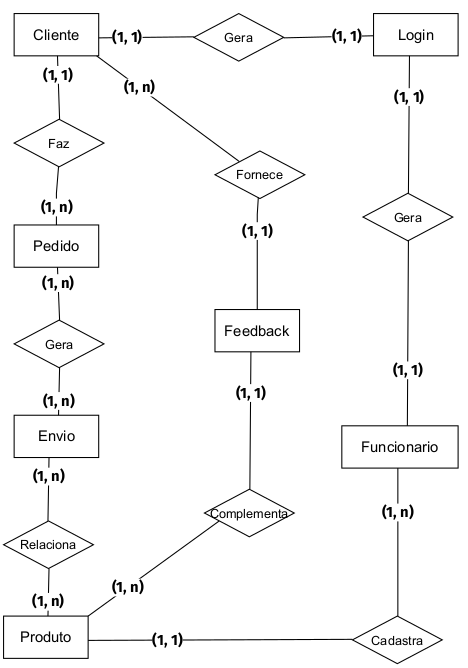 Cliente
(1, 1)
Gera
(1, 1)
Login
(1, 1)
(1, n)
(1, 1)
Faz
Fornece
(1, n)
Gera
(1, 1)
Pedido
(1, n)
Feedback
Gera
(1, 1)
(1, n)
(1, 1)
Envio
Funcionario
(1, n)
(1, n)
Complementa
Relaciona
(1, n)
(1, n)
Produto
(1, 1)
Cadastra